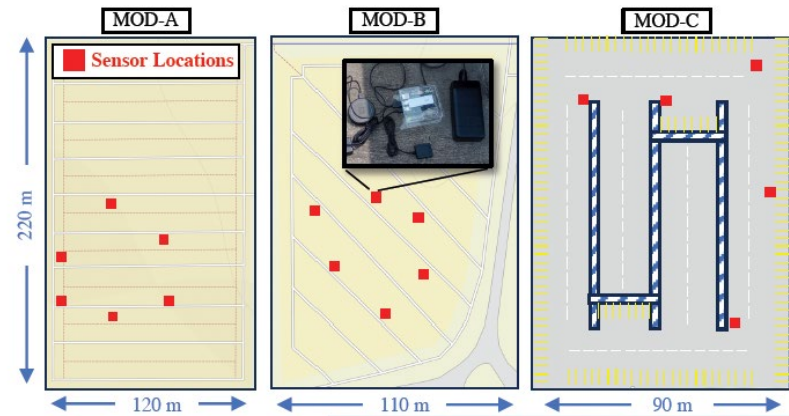 MOD-A
MOD-B
MOD-C
Sensor Locations
220 m
120 m
110 m
90 m